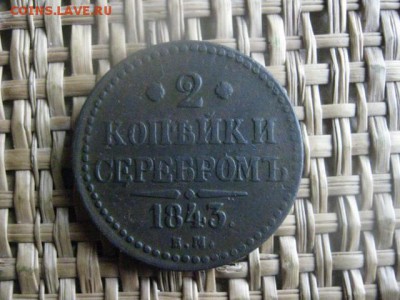 COINS.LAVE.RU
2
КОПѢЙКИ
СЕРЕБРОМЪ
1843.
Е.М.